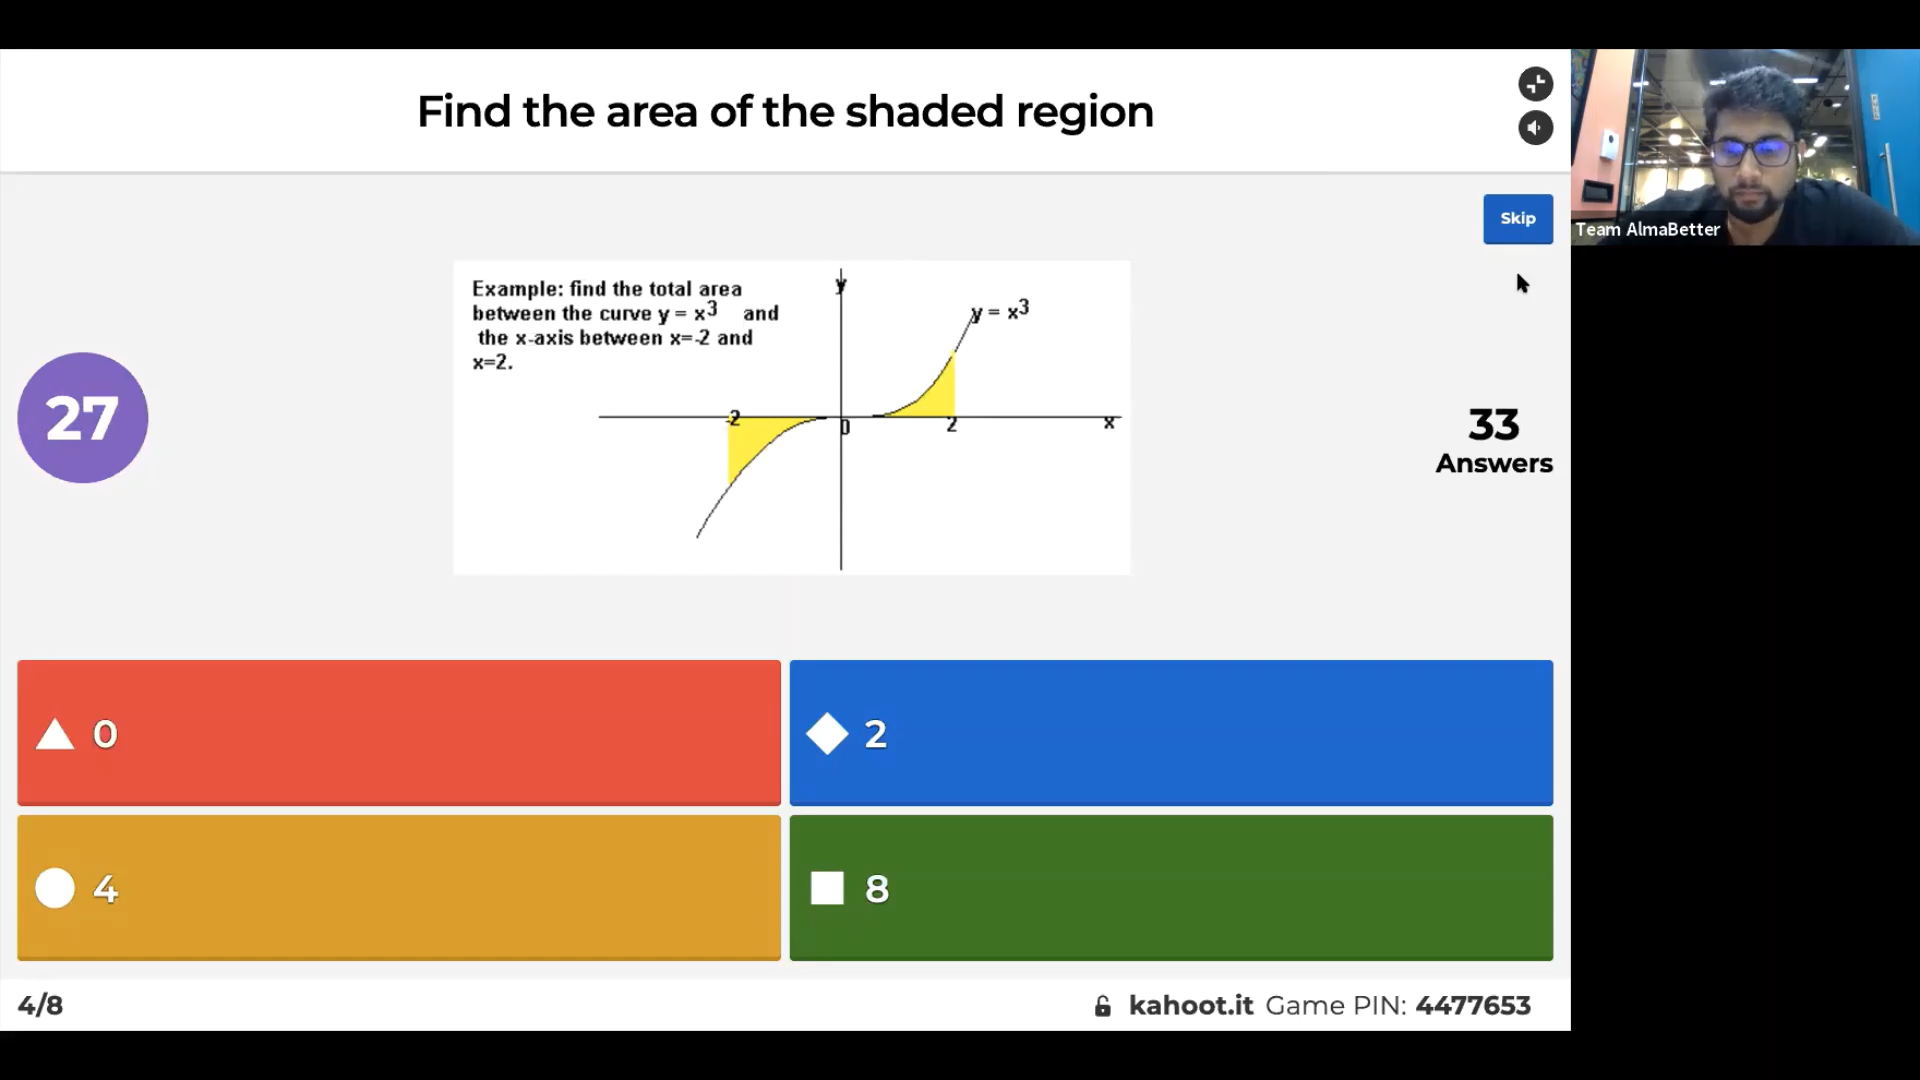 Find the area of the shaded region
Skip
Team AlmaBetter
Example: find the total area
between the curve y = x³ and
the x-axis between x=-2 and
x=2.
y
y = x³
-2
0
2
x
27
33
Answers
0
2
4
8
4/8
kahoot.it Game PIN: 4477653